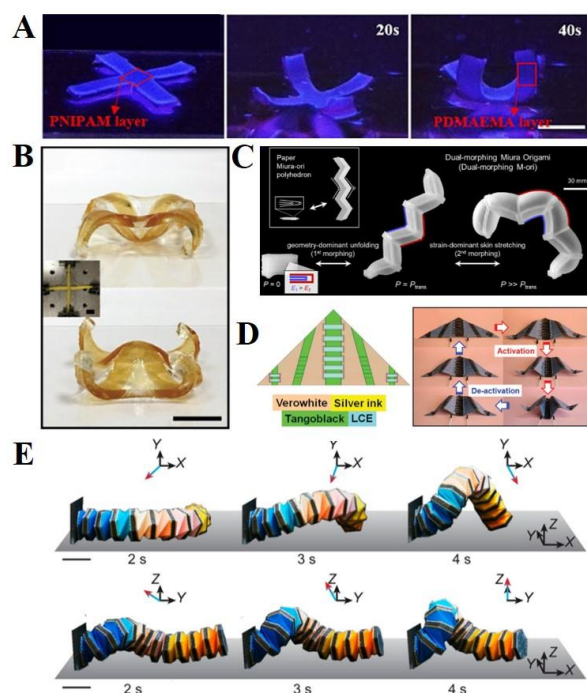 A
20s
40s
PNIPAM layer
PDMAEMA layer
B
C
Paper
Miura-ori
polyhedron
Dual-morphing Miura Origami
(Dual-morphing M-ori)
30 mm
geometry-dominant unfolding
(1st morphing)
strain-dominant skin stretching
(2nd morphing)
P = 0
P = Ptrans
P >> Ptrans
D
Verowhite Silver ink
Tangoblack LCE
Activation
De-activation
E
Y
X
Y
X
Y
X
Y Z
X
2 s
3 s
4 s
Z
Y
Z
Y
Z
Y
Y Z
X
2 s
3 s
4 s